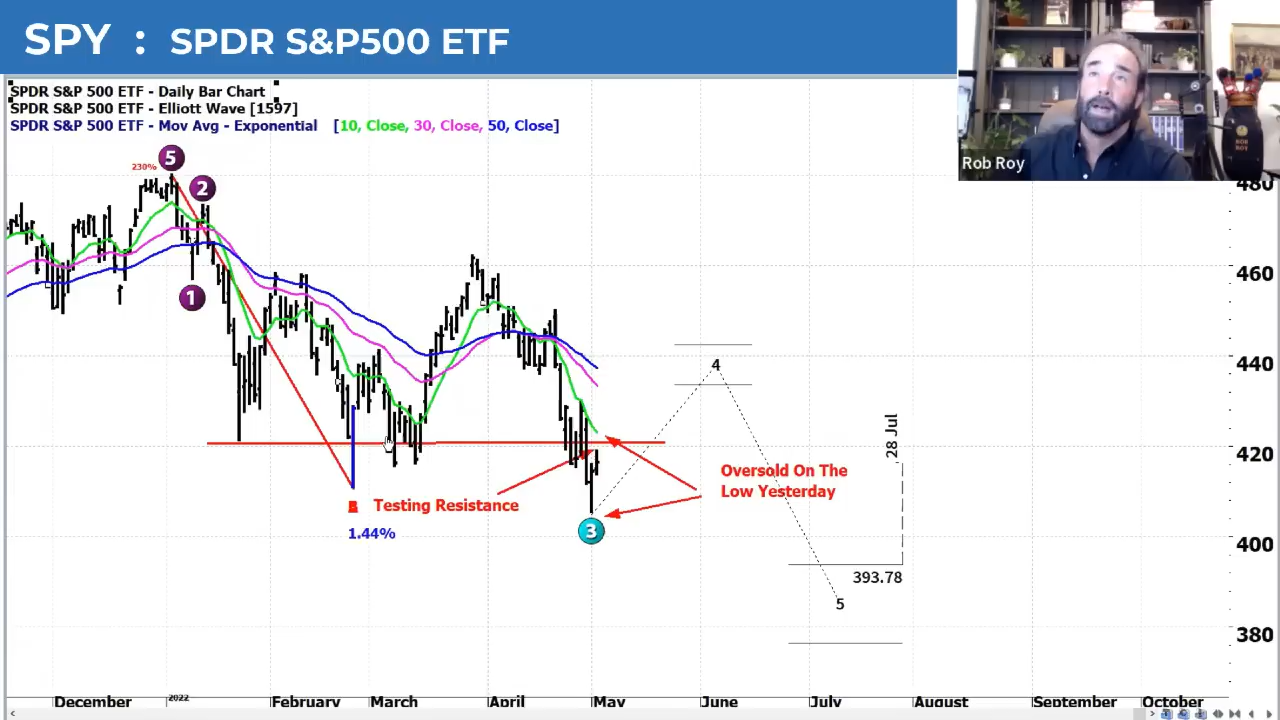 SPY : SPDR S&P500 ETF
SPDR S&P 500 ETF - Daily Bar Chart
SPDR S&P 500 ETF - Elliott Wave [1597]
SPDR S&P 500 ETF - Mov Avg - Exponential [10, Close, 30, Close, 50, Close]
Rob Roy
ROB ROY
230%
5
2
1
480
460
440
420
400
380
4
28 Jul
Oversold On The
Low Yesterday
Testing Resistance
1.44%
3
393.78
5
December
2022
February
March
April
May
June
July
August
September
October